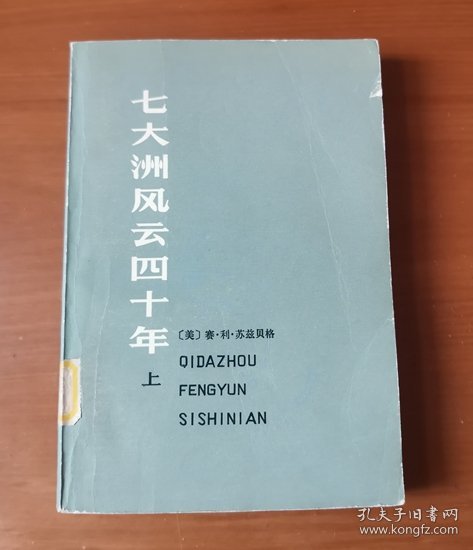 七大洲风云四十年
上
〔美〕赛·利·苏兹贝格
QIDAZHOU
FENGYUN
SISHINIAN
孔夫子旧书网
www.kongfz.com